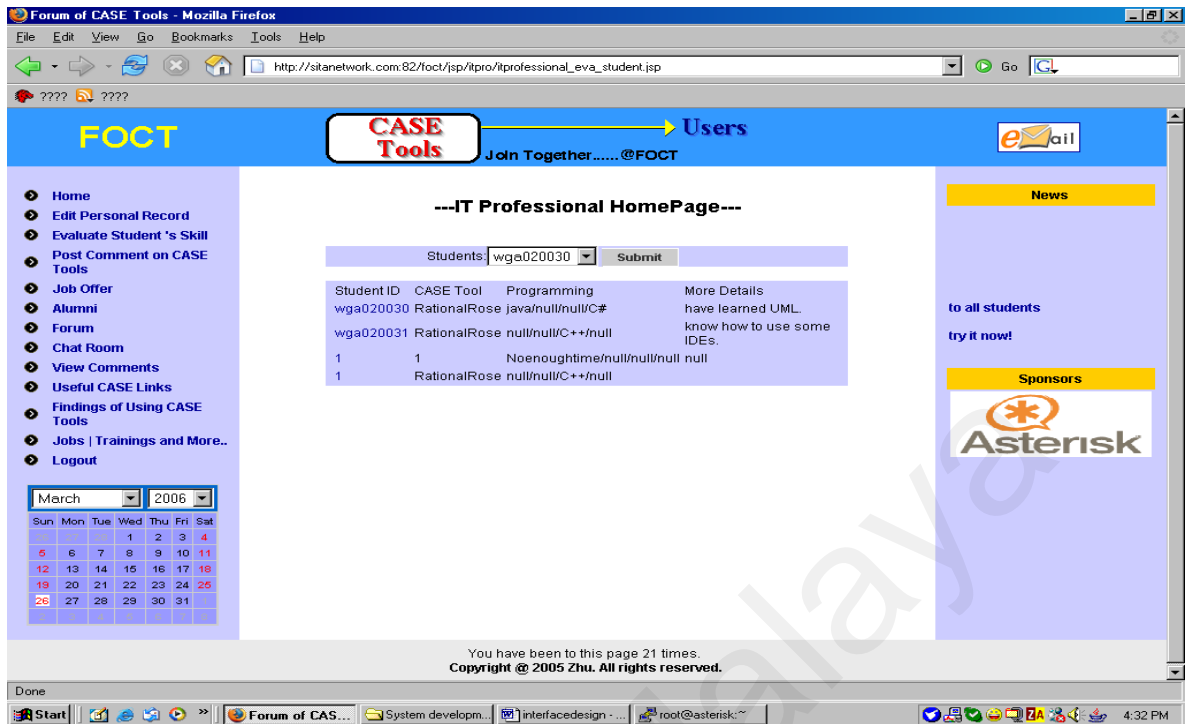 Forum of CASE Tools - Mozilla Firefox
File Edit View Go Bookmarks Tools Help
http://sitanetwork.com:82/foct/jsp/itpro/itprofessional_eva_student.jsp Go G
???? ????
FOCT
CASE Tools
Users
Join Together......@FOCT
eMail
Home
Edit Personal Record
Evaluate Student 's Skill
Post Comment on CASE
Tools
Job Offer
Alumni
Forum
Chat Room
View Comments
Useful CASE Links
Findings of Using CASE
Tools
Jobs | Trainings and More..
Logout
March 2006
Sun Mon Tue Wed Thu Fri Sat
1 2 3 4
5 6 7 8 9 10 11
12 13 14 15 16 17 18
19 20 21 22 23 24 25
26 27 28 29 30 31
---IT Professional HomePage---
Students: wga020030 Submit
Student ID CASE Tool Programming More Details
wga020030 RationalRose java/null/null/C# have learned UML.
wga020031 RationalRose null/null/C++/null know how to use some
IDEs.
1 1 Noenoughtime/null/null/null null
1 RationalRose null/null/C++/null
News
to all students
try it now!
Sponsors
Asterisk
You have been to this page 21 times.
Copyright @ 2005 Zhu. All rights reserved.
Done
Start » Forum of CAS... System developm... interfacedesign - ... root@asterisk:~ 4:32 PM
alaya